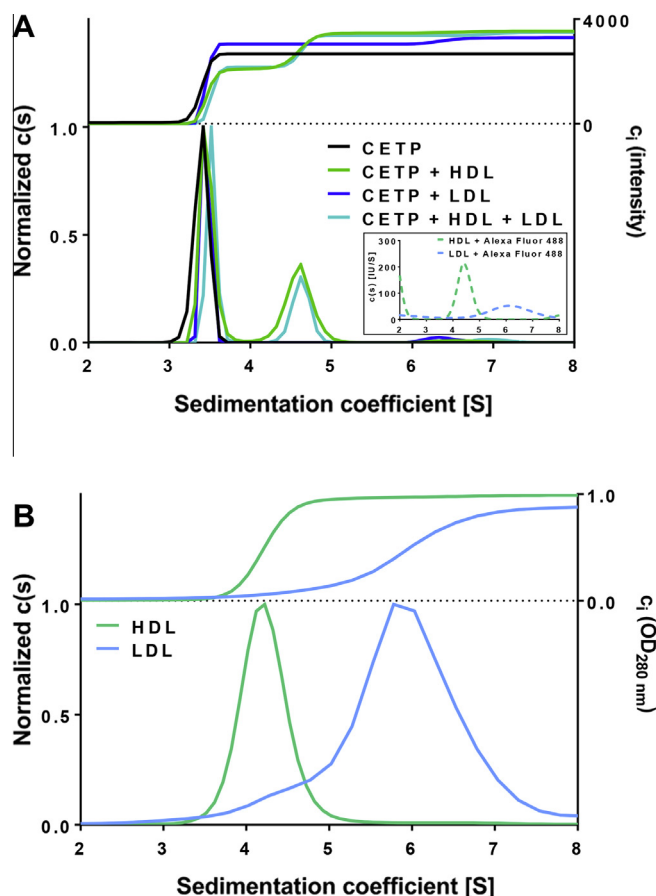 A
Normalized c(s)
1.0
0.5
0.0
4000
0
c_i (intensity)
CETP
CETP + HDL
CETP + LDL
CETP + HDL + LDL
HDL + Alexa Fluor 488
LDL + Alexa Fluor 488
c(s) [IU/S]
300
200
100
0
2 3 4 5 6 7 8
2 3 4 5 6 7 8
Sedimentation coefficient [S]
B
Normalized c(s)
1.0
0.5
0.0
1.0
0.0
c_i (OD_280 nm)
HDL
LDL
2 3 4 5 6 7 8
Sedimentation coefficient [S]